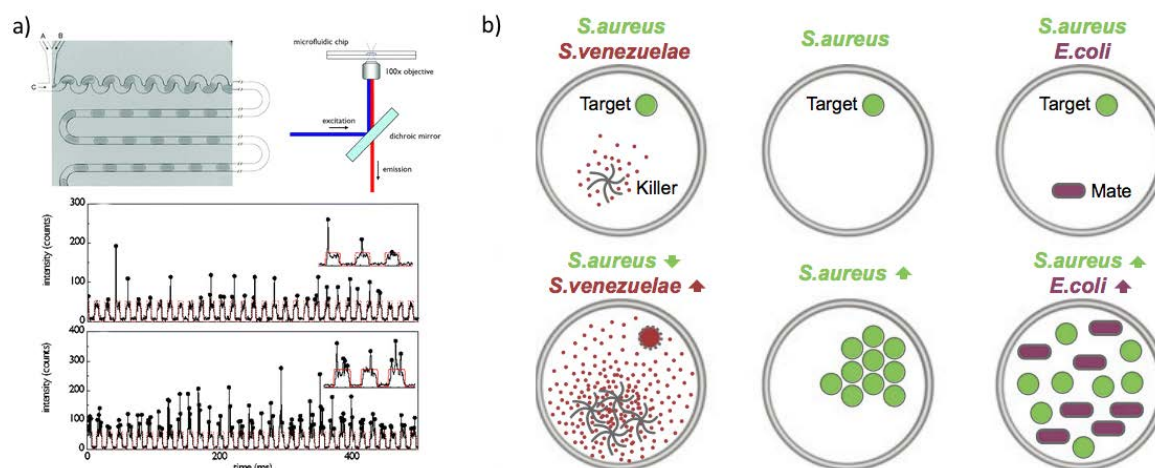 a)
A
B
C
microfluidic chip
100x objective
excitation
dichroic mirror
emission
intensity (counts)
300
200
100
0
intensity (counts)
400
300
200
100
0
0
200
400
time (ms)
b)
S.aureus
S.venezuelae
Target
Killer
S.aureus
Target
S.aureus
E.coli
Target
Mate
S.aureus
S.venezuelae
S.aureus
S.aureus
E.coli